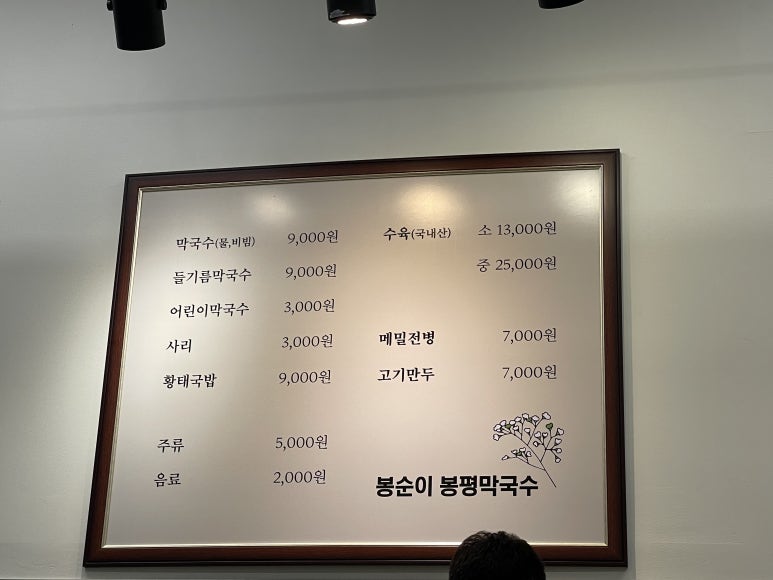 막국수(물,비빔) 9,000원
들기름막국수 9,000원
어린이막국수 3,000원
사리 3,000원
황태국밥 9,000원
주류 5,000원
음료 2,000원
수육(국내산) 소 13,000원
중 25,000원
메밀전병 7,000원
고기만두 7,000원
봉순이 봉평막국수